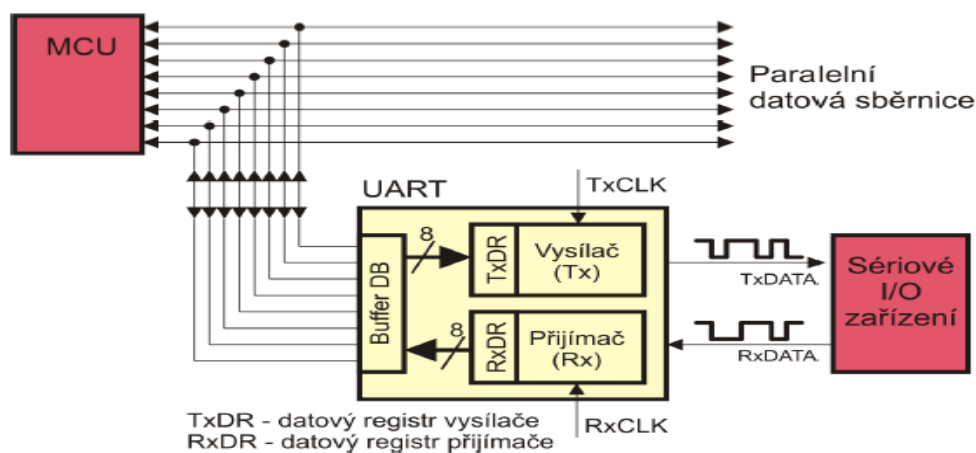 MCU
Paralelní
datová sběrnice
UART
TxCLK
Buffer DB
8
TxDR
Vysílač
(Tx)
TxDATA.
Sériové
I/O
zařízení
8
RxDR
Přijímač
(Rx)
RxDATA.
TxDR - datový registr vysílače
RxDR - datový registr přijímače
RxCLK